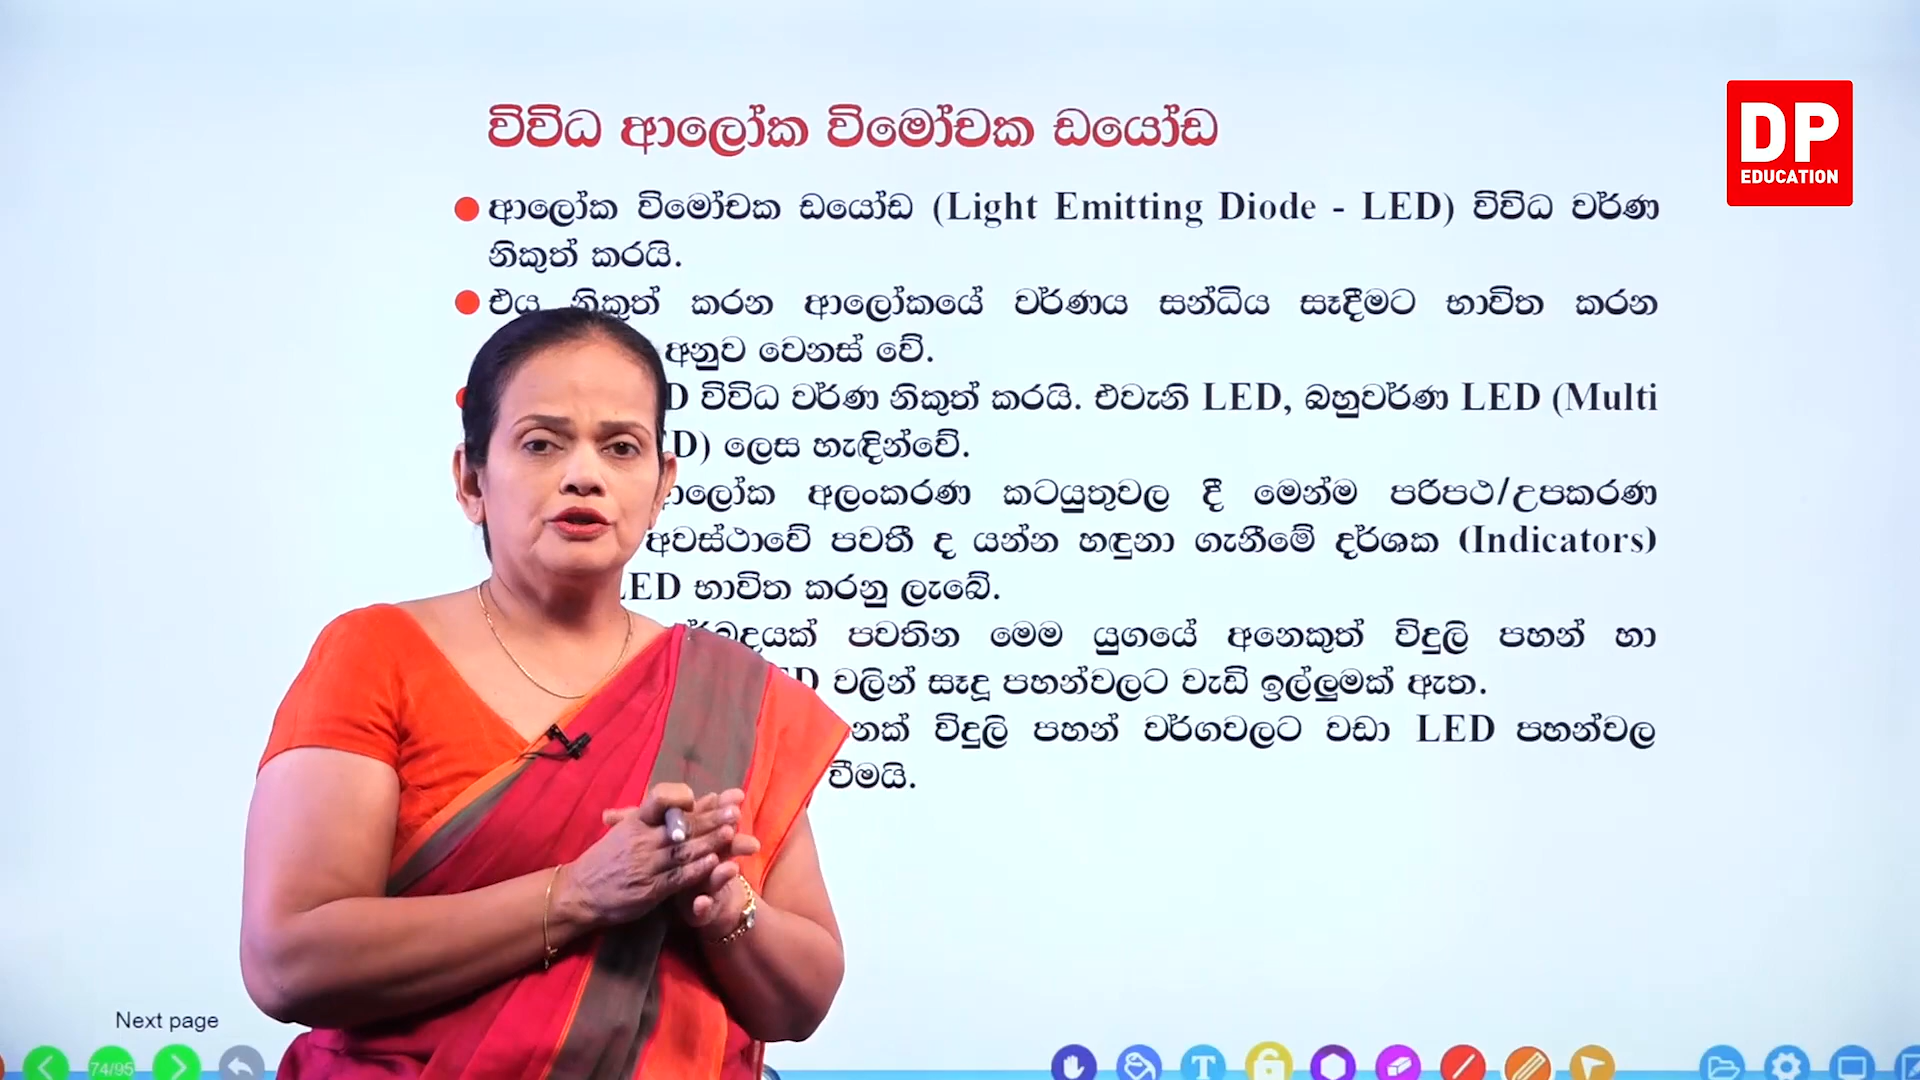 විවිධ ආලෝක විමෝචක ඩයෝඩ
DP
EDUCATION
ආලෝක විමෝචක ඩයෝඩ (Light Emitting Diode - LED) විවිධ වර්ණ
නිකුත් කරයි.
එය නිකුත් කරන ආලෝකයේ වර්ණය සන්ධිය සෑදීමට භාවිත කරන
අනුව වෙනස් වේ.
විවිධ වර්ණ නිකුත් කරයි. එවැනි LED, බහුවර්ණ LED (Multi
ලෙස හැඳින්වේ.
අලංකරණ කටයුතුවල දී මෙන්ම පරිපථ/උපකරණ
අවස්ථාවේ පවතී ද යන්න හඳුනා ගැනීමේ දර්ශක (Indicators)
LED භාවිත කරනු ලැබේ.
පවතින මෙම යුගයේ අනෙකුත් විදුලි පහන් හා
වලින් සෑදූ පහන්වලට වැඩි ඉල්ලුමක් ඇත.
විදුලි පහන් වර්ගවලට වඩා LED පහන්වල
වීමයි.
Next page
74/95